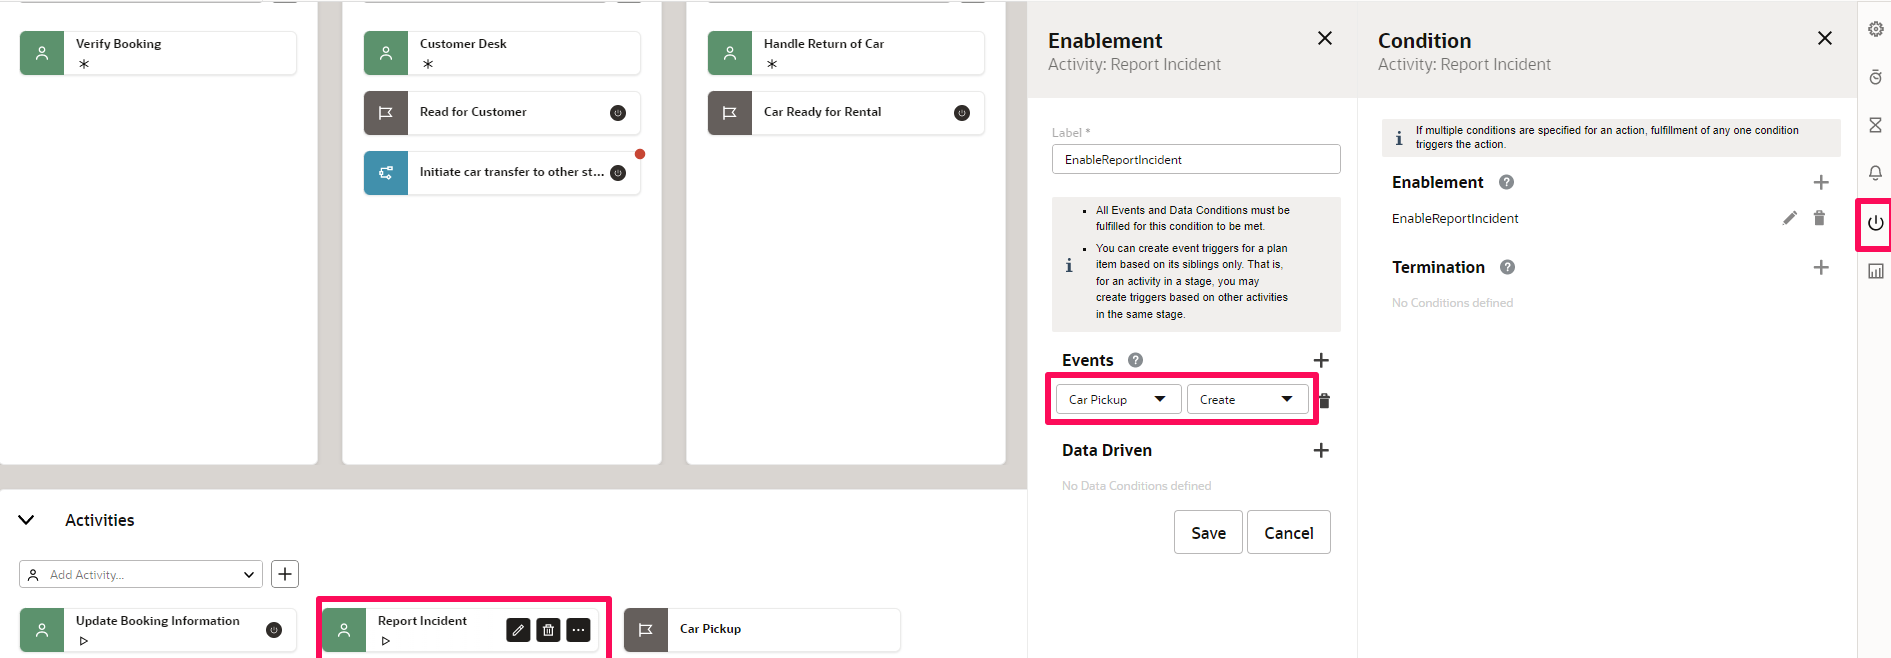 Verify Booking
Customer Desk
Read for Customer
Initiate car transfer to other st...
Handle Return of Car
Car Ready for Rental
Activities
Add Activity...
Update Booking Information
Report Incident
Car Pickup
Enablement
Activity: Report Incident
Label *
EnableReportIncident
All Events and Data Conditions must be
fulfilled for this condition to be met.
You can create event triggers for a plan
item based on its siblings only. That is,
for an activity in a stage, you may
create triggers based on other activities
in the same stage.
Events
Car Pickup
Create
Data Driven
No Data Conditions defined
Save
Cancel
Condition
Activity: Report Incident
If multiple conditions are specified for an action, fulfillment of any one condition
triggers the action.
Enablement
EnableReportIncident
Termination
No Conditions defined